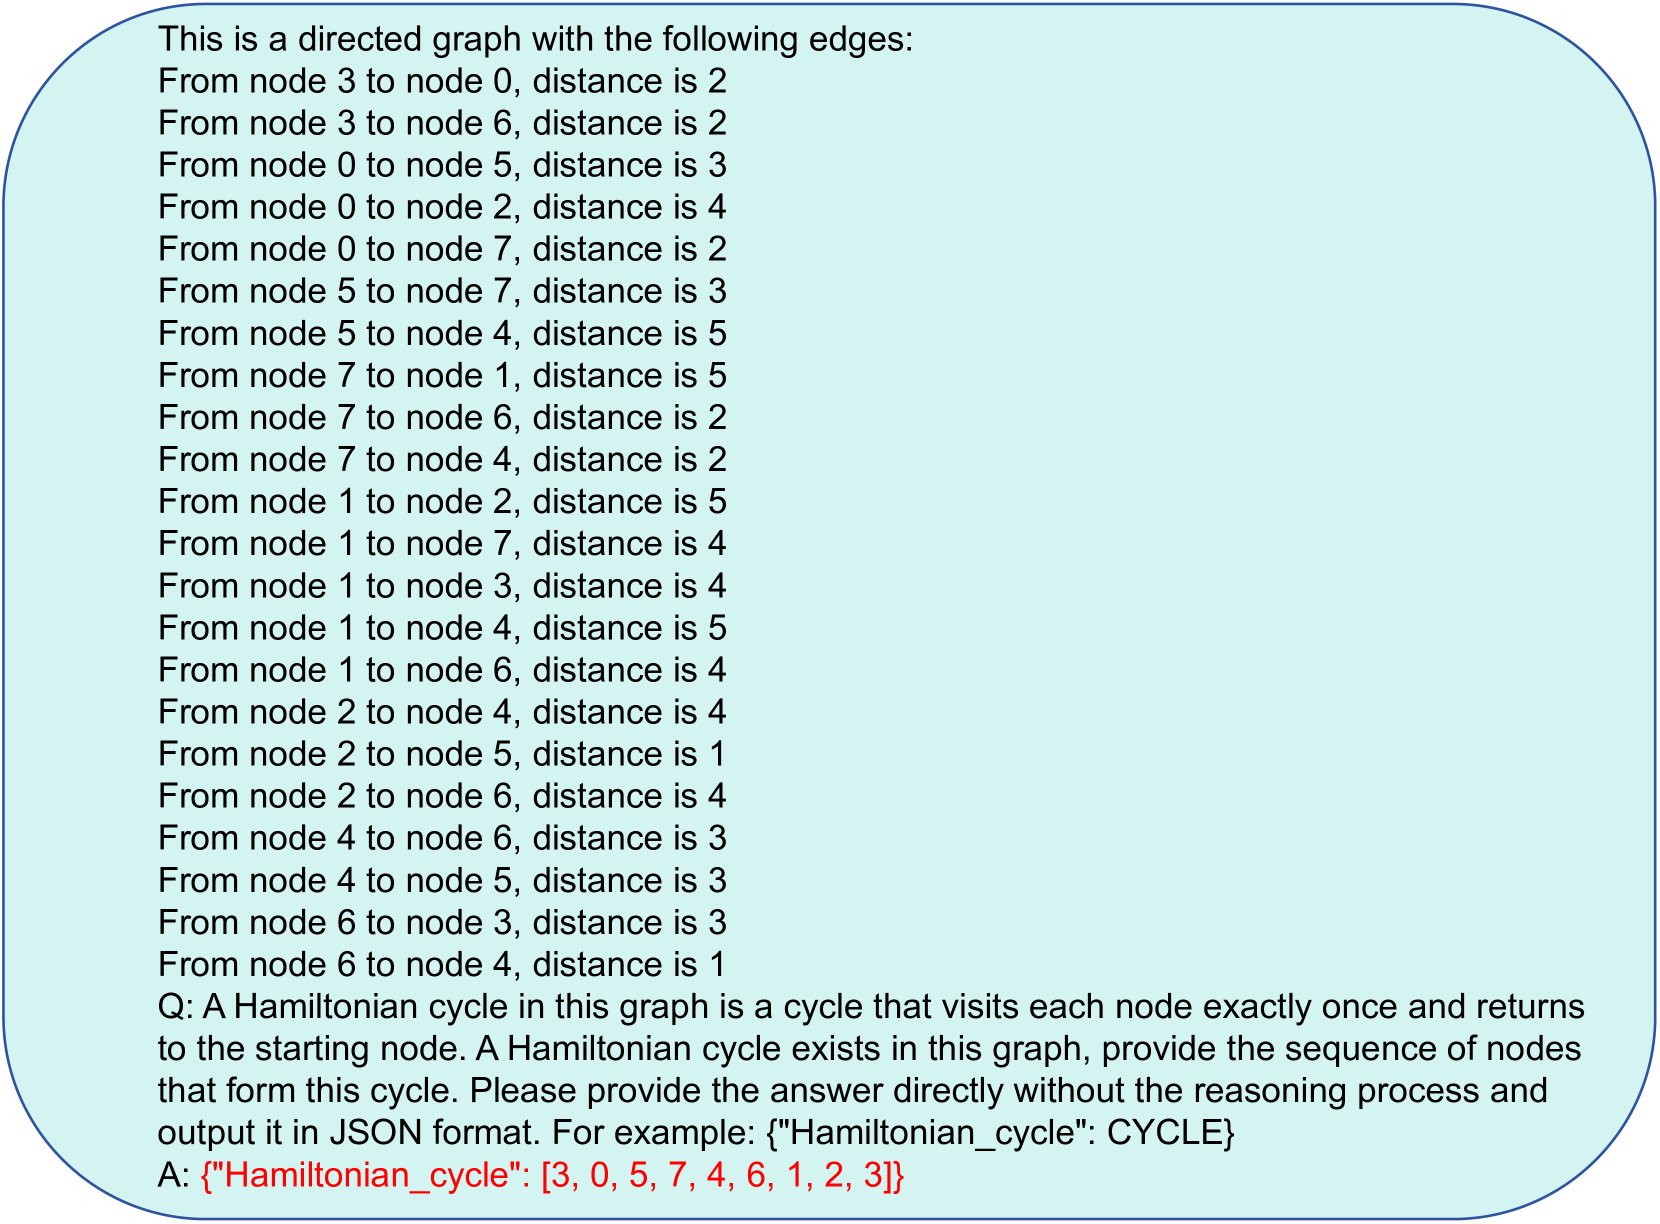 This is a directed graph with the following edges:
From node 3 to node 0, distance is 2
From node 3 to node 6, distance is 2
From node 0 to node 5, distance is 3
From node 0 to node 2, distance is 4
From node 0 to node 7, distance is 2
From node 5 to node 7, distance is 3
From node 5 to node 4, distance is 5
From node 7 to node 1, distance is 5
From node 7 to node 6, distance is 2
From node 7 to node 4, distance is 2
From node 1 to node 2, distance is 5
From node 1 to node 7, distance is 4
From node 1 to node 3, distance is 4
From node 1 to node 4, distance is 5
From node 1 to node 6, distance is 4
From node 2 to node 4, distance is 4
From node 2 to node 5, distance is 1
From node 2 to node 6, distance is 4
From node 4 to node 6, distance is 3
From node 4 to node 5, distance is 3
From node 6 to node 3, distance is 3
From node 6 to node 4, distance is 1
Q: A Hamiltonian cycle in this graph is a cycle that visits each node exactly once and returns
to the starting node. A Hamiltonian cycle exists in this graph, provide the sequence of nodes
that form this cycle. Please provide the answer directly without the reasoning process and
output it in JSON format. For example: {"Hamiltonian_cycle": CYCLE}
A: {"Hamiltonian_cycle": [3, 0, 5, 7, 4, 6, 1, 2, 3]}